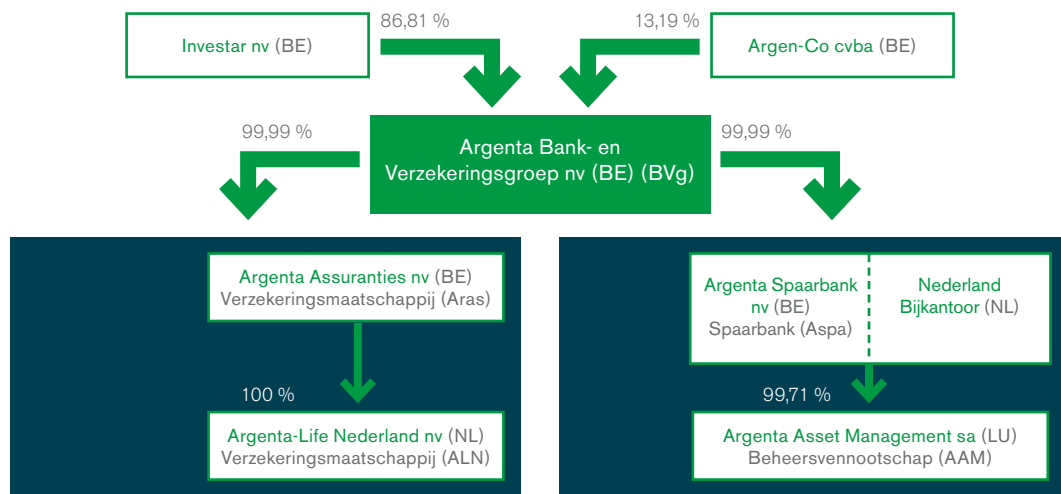 86,81 %
13,19 %
Investar nv (BE)
Argen-Co cvba (BE)
99,99 %
99,99 %
Argenta Bank- en
Verzekeringsgroep nv (BE) (BVg)
Argenta Assuranties nv (BE)
Verzekeringsmaatschappij (Aras)
100 %
Argenta-Life Nederland nv (NL)
Verzekeringsmaatschappij (ALN)
Argenta Spaarbank
nv (BE)
Spaarbank (Aspa)
Nederland
Bijkantoor (NL)
99,71 %
Argenta Asset Management sa (LU)
Beheersvennootschap (AAM)